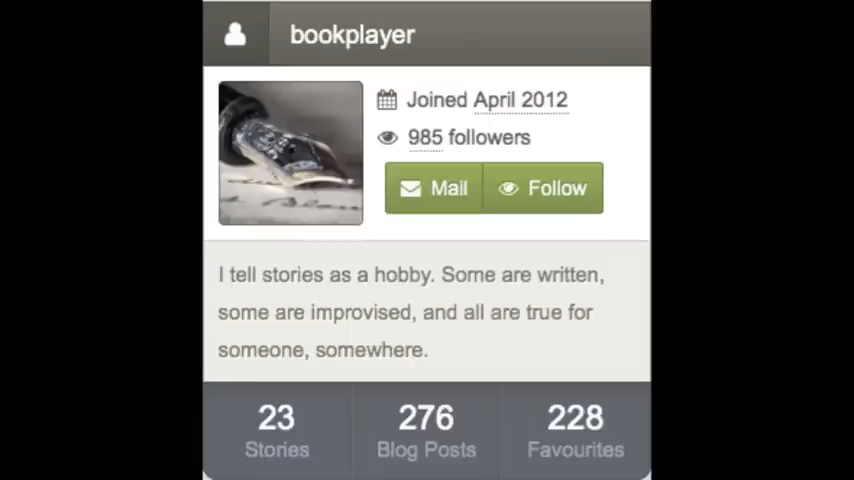 bookplayer
Joined April 2012
985 followers
Mail Follow
I tell stories as a hobby. Some are written,
some are improvised, and all are true for
someone, somewhere.
23 276 228
Stories Blog Posts Favourites